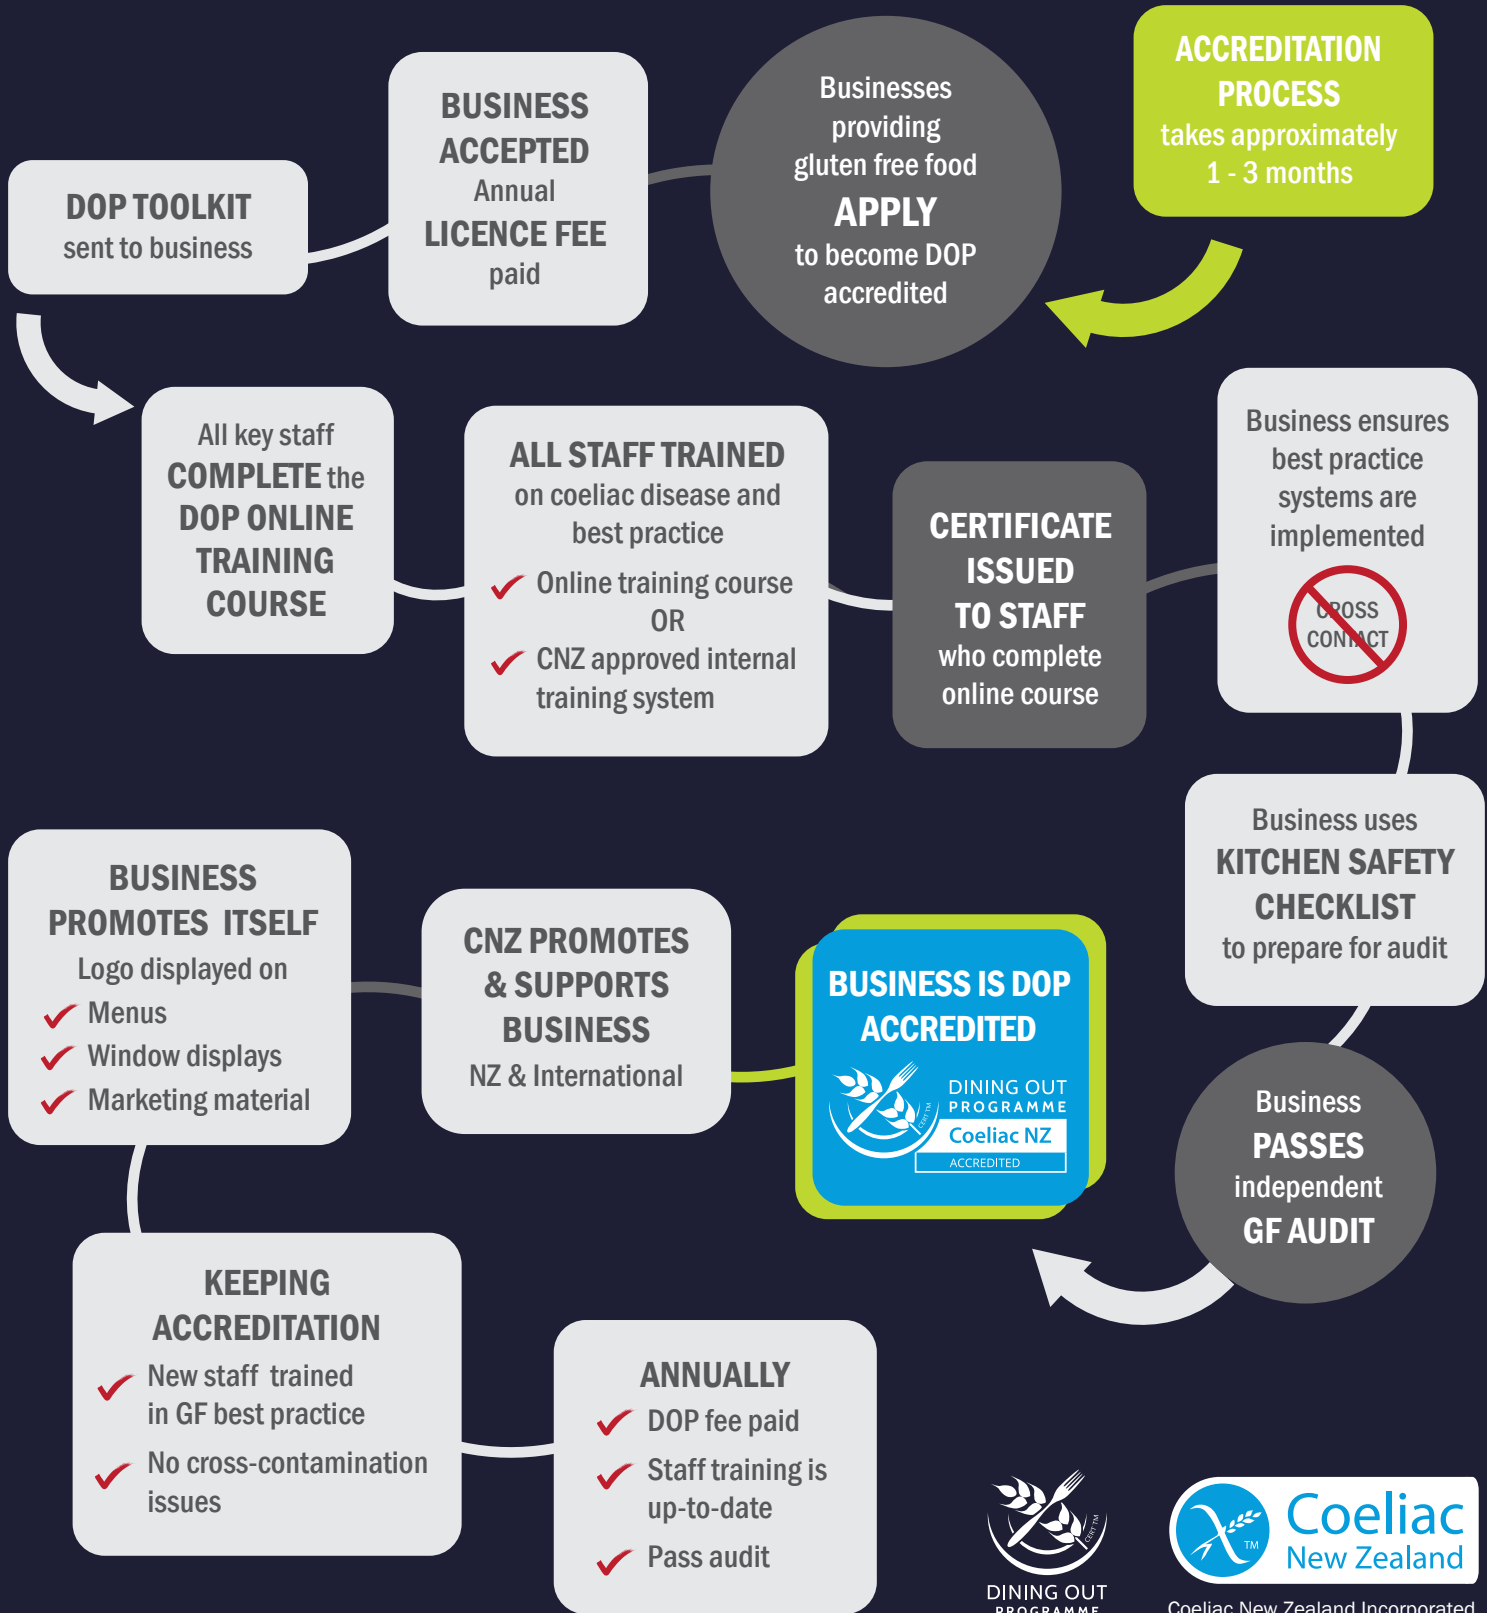 ACCREDITATION
PROCESS
takes approximately
1 - 3 months
Businesses
providing
gluten free food
APPLY
to become DOP
accredited
BUSINESS
ACCEPTED
Annual
LICENCE FEE
paid
DOP TOOLKIT
sent to business
All key staff
COMPLETE the
DOP ONLINE
TRAINING
COURSE
ALL STAFF TRAINED
on coeliac disease and
best practice
Online training course
OR
CNZ approved internal
training system
CERTIFICATE
ISSUED
TO STAFF
who complete
online course
Business ensures
best practice
systems are
implemented
CROSS
CONTACT
Business uses
KITCHEN SAFETY
CHECKLIST
to prepare for audit
Business
PASSES
independent
GF AUDIT
BUSINESS IS DOP
ACCREDITED
CERT TM
DINING OUT
PROGRAMME
Coeliac NZ
ACCREDITED
CNZ PROMOTES
& SUPPORTS
BUSINESS
NZ & International
BUSINESS
PROMOTES ITSELF
Logo displayed on
Menus
Window displays
Marketing material
KEEPING
ACCREDITATION
New staff trained
in GF best practice
No cross-contamination
issues
ANNUALLY
DOP fee paid
Staff training is
up-to-date
Pass audit
CERT TM
DINING OUT
PROGRAMME
TM
Coeliac
New Zealand
Coeliac New Zealand Incorporated